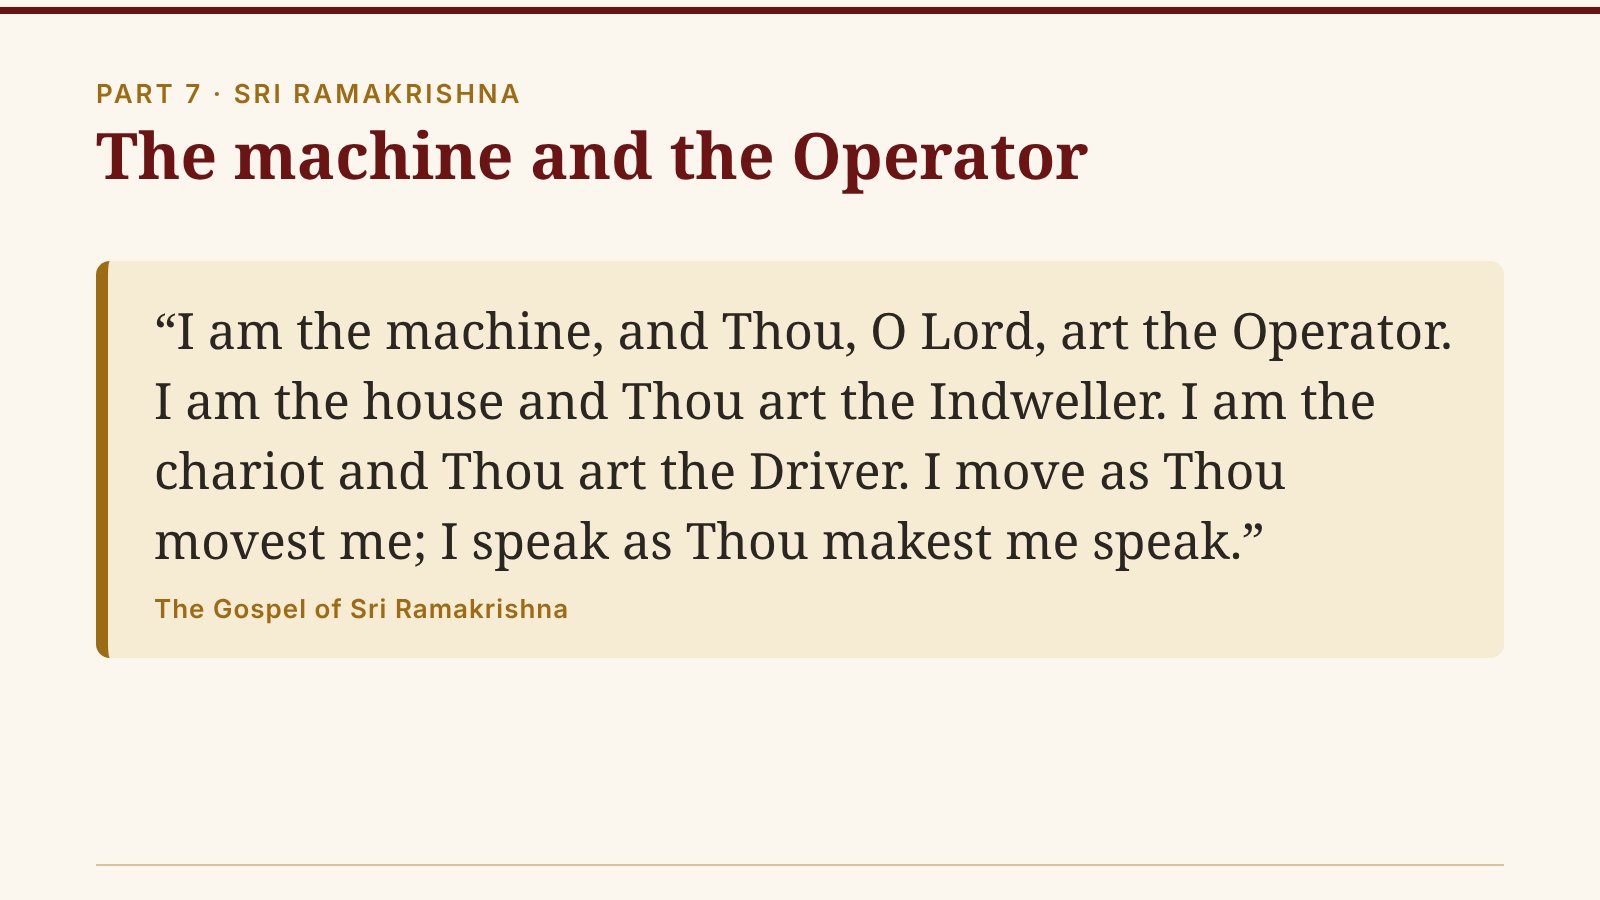 PART 7 · SRI RAMAKRISHNA
The machine and the Operator
“I am the machine, and Thou, O Lord, art the Operator.
I am the house and Thou art the Indweller. I am the
chariot and Thou art the Driver. I move as Thou
movest me; I speak as Thou makest me speak.”
The Gospel of Sri Ramakrishna